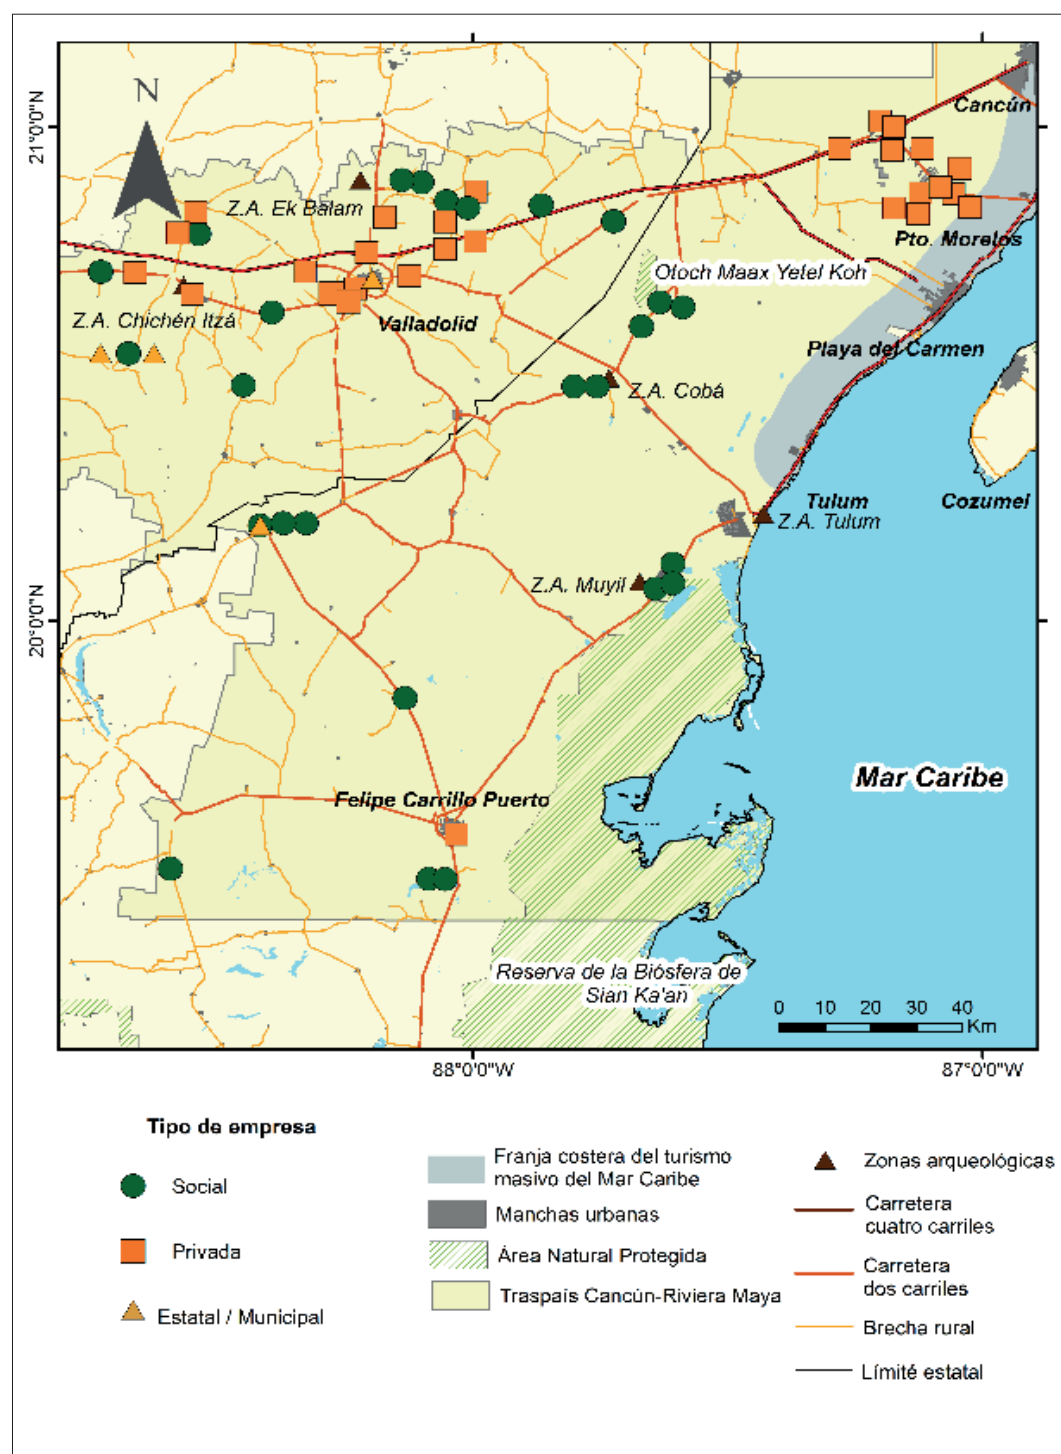 N
21°0'0"N
20°0'0"N
Cancún
Z.A. Ek Balam
Pto. Morelos
Otoch Maax Yetel Koh
Z.A. Chichén Itzá
Valladolid
Playa del Carmen
Z.A. Cobá
Tulum
Cozumel
Z.A. Tulum
Z.A. Muyil
Mar Caribe
Felipe Carrillo Puerto
Reserva de la Biósfera de
Sian Ka'an
0 10 20 30 40
Km
88°0'0"W
87°0'0"W
Tipo de empresa
Social
Privada
Estatal / Municipal
Franja costera del turismo
masivo del Mar Caribe
Manchas urbanas
Área Natural Protegida
Traspaís Cancún-Riviera Maya
Zonas arqueológicas
Carretera
cuatro carriles
Carretera
dos carriles
Brecha rural
Límité estatal